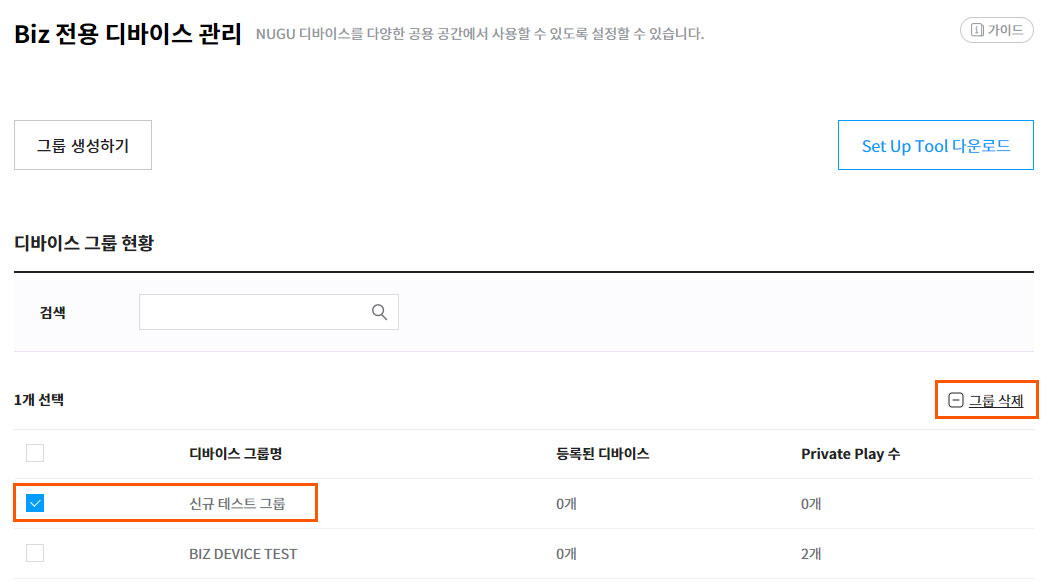 Biz 전용 디바이스 관리 NUGU 디바이스를 다양한 공용 공간에서 사용할 수 있도록 설정할 수 있습니다. 가이드
그룹 생성하기 Set Up Tool 다운로드
디바이스 그룹 현황
검색
1개 선택 그룹 삭제
디바이스 그룹명 등록된 디바이스 Private Play 수
신규 테스트 그룹 0개 0개
BIZ DEVICE TEST 0개 2개